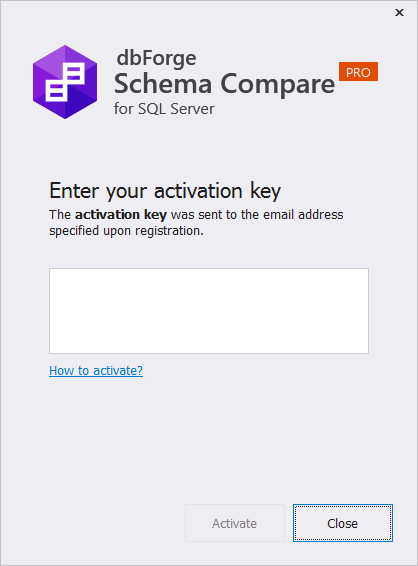 dbForge
Schema Compare PRO
for SQL Server
Enter your activation key
The activation key was sent to the email address
specified upon registration.
How to activate?
Activate Close